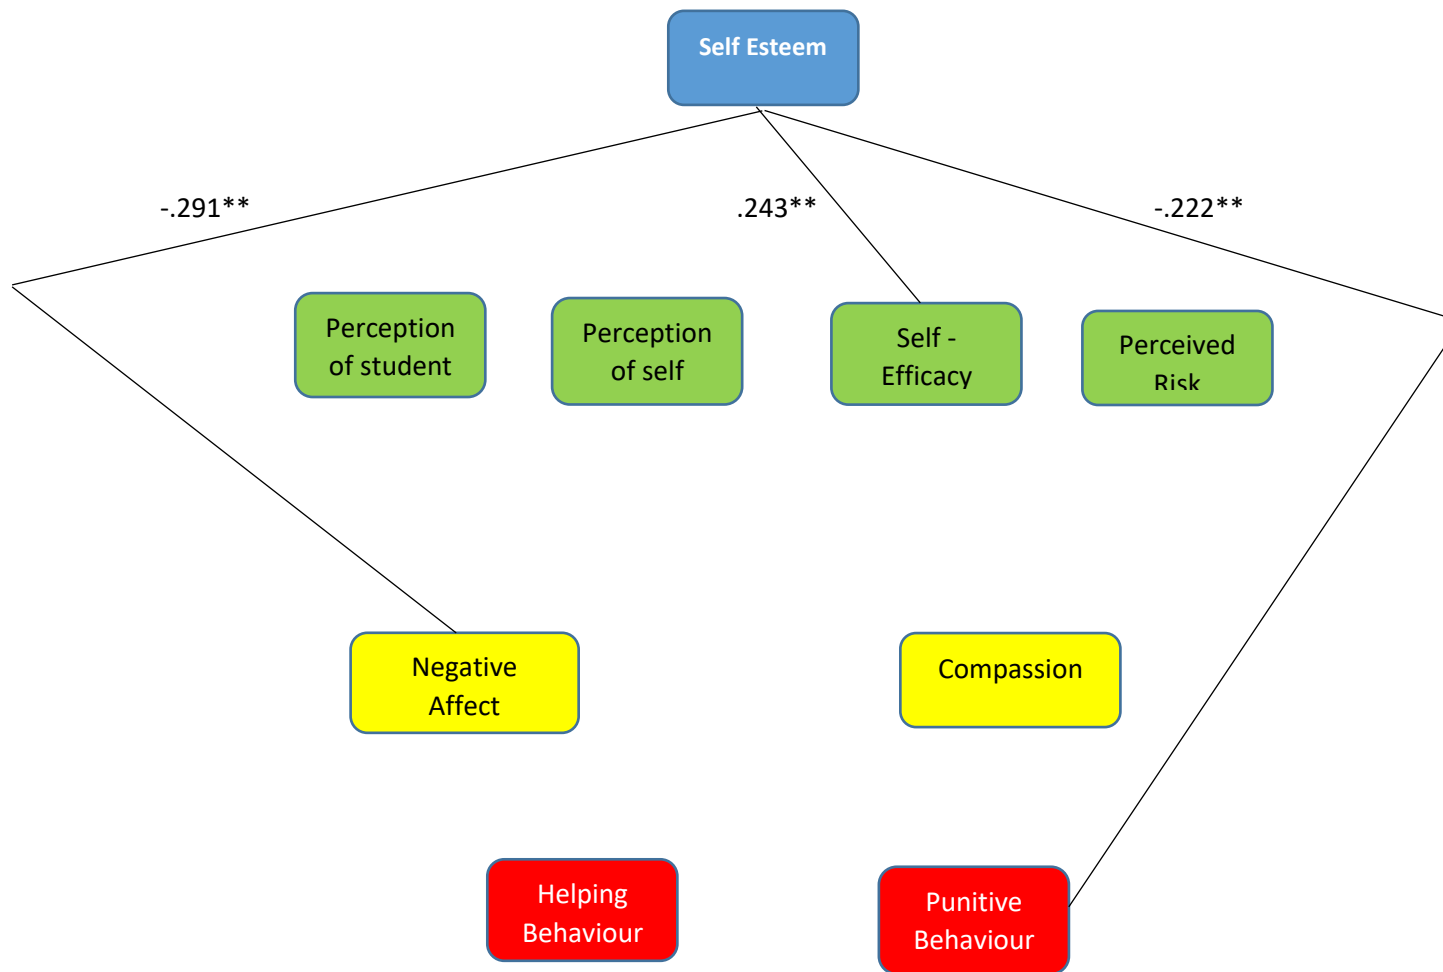 Self Esteem
-.291**
.243**
-.222**
Perception
of student
Perception
of self
Self -
Efficacy
Perceived
Risk
Negative
Affect
Compassion
Helping
Behaviour
Punitive
Behaviour